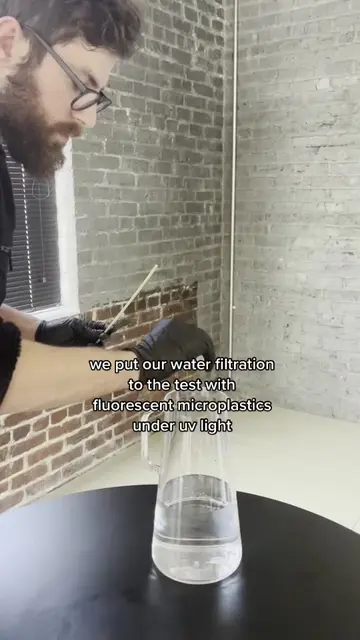 we put our water filtration
to the test with
fluorescent microplastics
under uv light